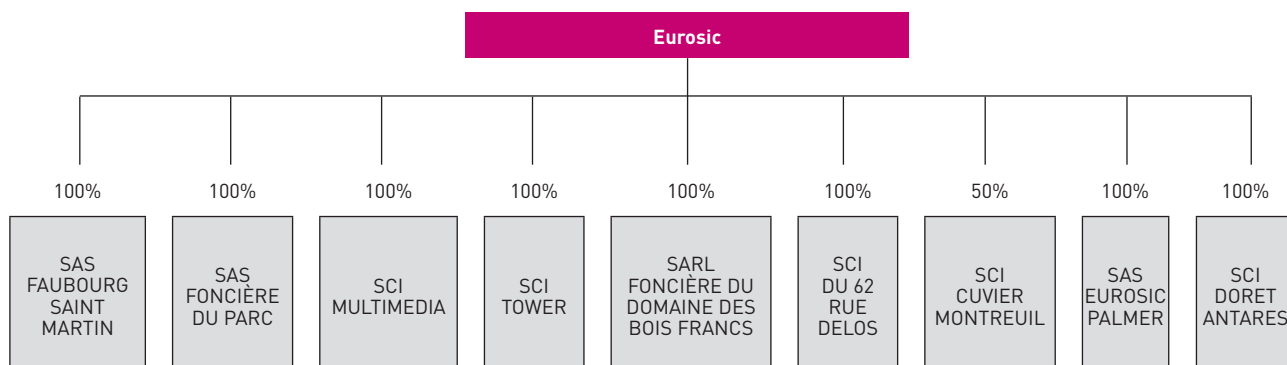 Eurosic
100% 100% 100% 100% 100% 100% 50% 100% 100%
SAS
FAUBOURG
SAINT
MARTIN
SAS
FONCIÈRE
DU PARC
SCI
MULTIMEDIA
SCI
TOWER
SARL
FONCIÈRE DU
DOMAINE DES
BOIS FRANCS
SCI
DU 62
RUE
DELOS
SCI
CUVIER
MONTREUIL
SAS
EUROSIC
PALMER
SCI
DORET
ANTARES